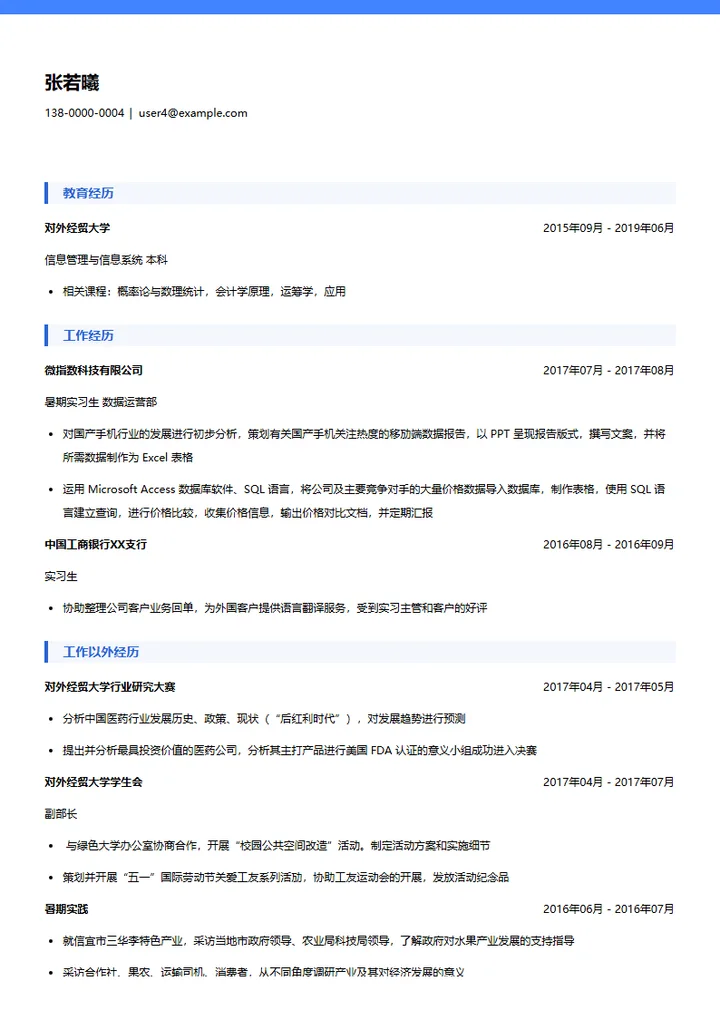 张若曦
138-0000-0004 | user4@example.com
教育经历
对外经贸大学 2015年09月 - 2019年06月
信息管理与信息系统 本科
• 相关课程：概率论与数理统计，会计学原理，运筹学，应用
工作经历
微指数科技有限公司 2017年07月 - 2017年08月
暑期实习生 数据运营部
• 对国产手机行业的发展进行初步分析，策划有关国产手机关注热度的移动端数据报告，以 PPT 呈现报告版式，撰写文案，并将
所需数据制作为 Excel 表格
• 运用 Microsoft Access 数据库软件、SQL 语言，将公司及主要竞争对手的大量价格数据导入数据库，制作表格，使用 SQL 语
言建立查询，进行价格比较，收集价格信息，输出价格对比文档，并定期汇报
中国工商银行XX支行 2016年08月 - 2016年09月
实习生
• 协助整理公司客户业务回单，为外国客户提供语言翻译服务，受到实习主管和客户的好评
工作以外经历
对外经贸大学行业研究大赛 2017年04月 - 2017年05月
• 分析中国医药行业发展历史、政策、现状（“后红利时代”），对发展趋势进行预测
• 提出并分析最具投资价值的医药公司，分析其主打产品进行美国 FDA 认证的意义小组成功进入决赛
对外经贸大学学生会 2017年04月 - 2017年07月
副部长
• 与绿色大学办公室协商合作，开展“校园公共空间改造”活动。制定活动方案和实施细节
• 策划并开展“五一”国际劳动节关爱工友系列活动，协助工友运动会的开展，发放活动纪念品
暑期实践 2016年06月 - 2016年07月
• 就信宜市三华李特色产业，采访当地市政府领导、农业局科技局领导，了解政府对水果产业发展的支持指导
• 采访合作社、果农、运输司机、消费者，从不同角度调研产业及其对经济发展的意义